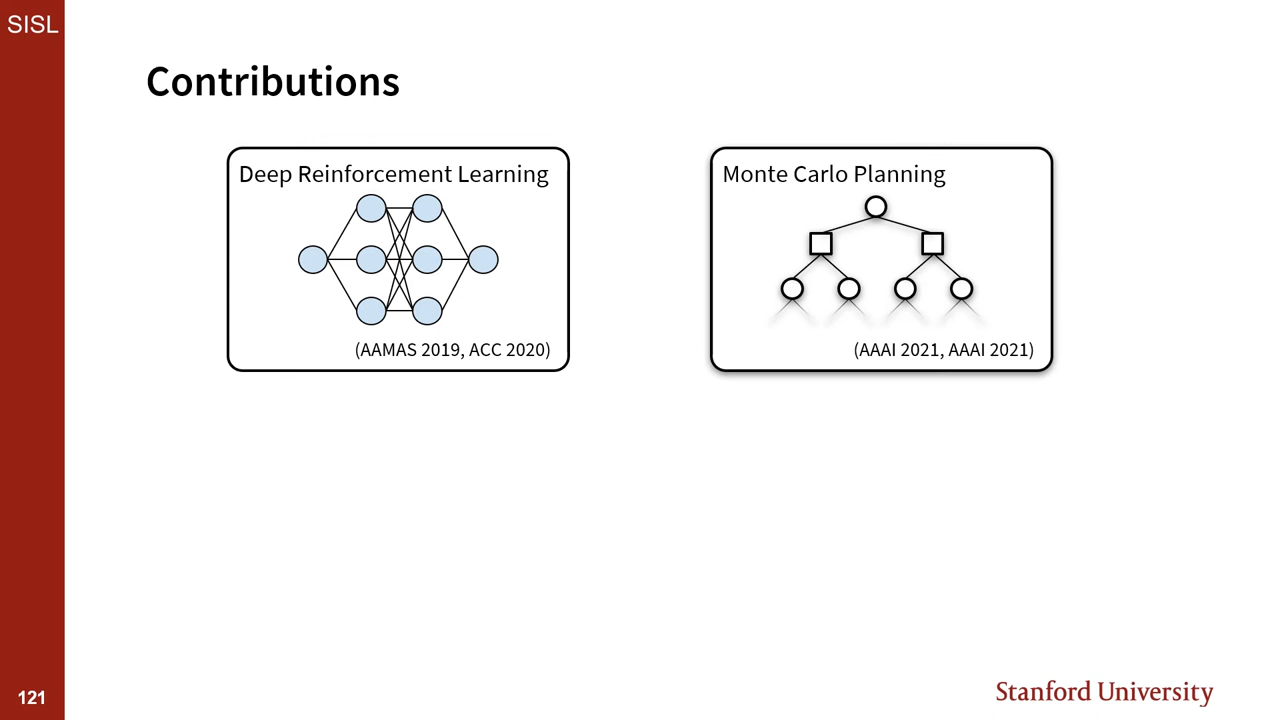 SISL
Contributions
Deep Reinforcement Learning
(AAMAS 2019, ACC 2020)
Monte Carlo Planning
(AAAI 2021, AAAI 2021)
121
Stanford University